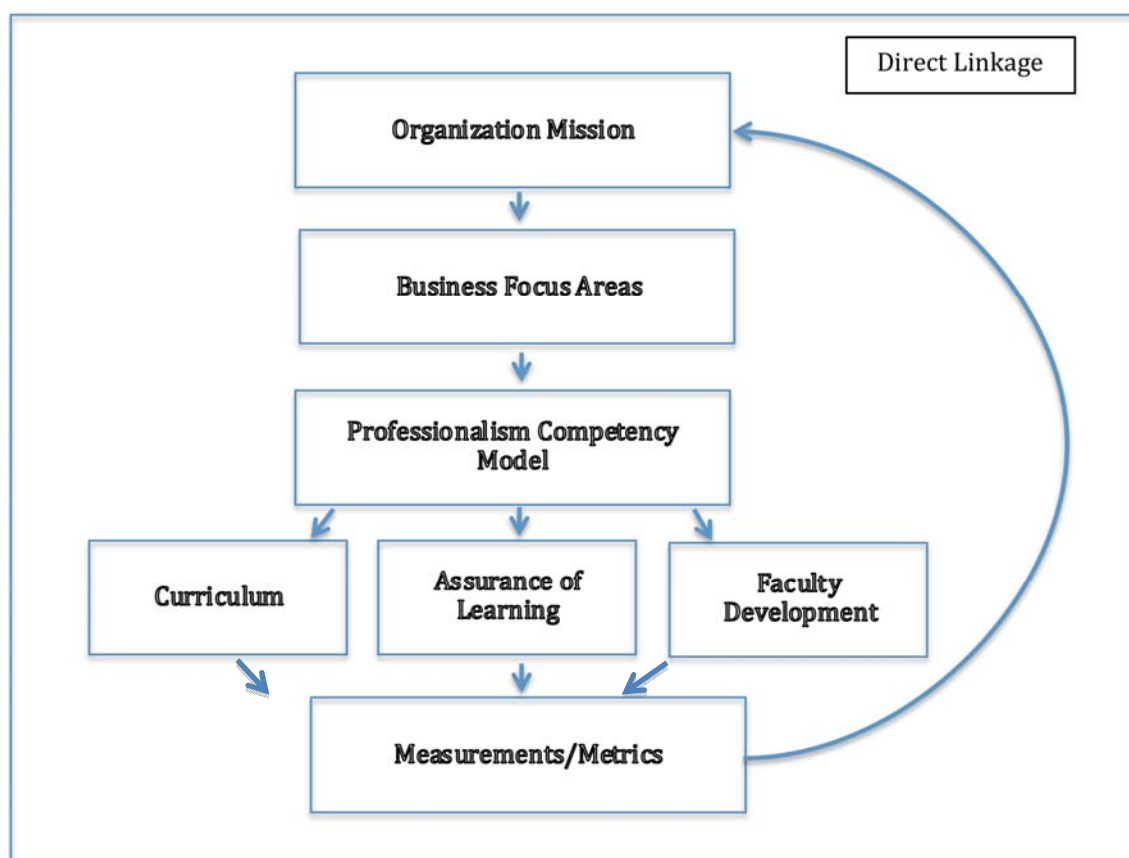 Direct Linkage
Organization Mission
Business Focus Areas
Professionalism Competency
Model
Curriculum
Assurance of
Learning
Faculty
Development
Measurements/Metrics